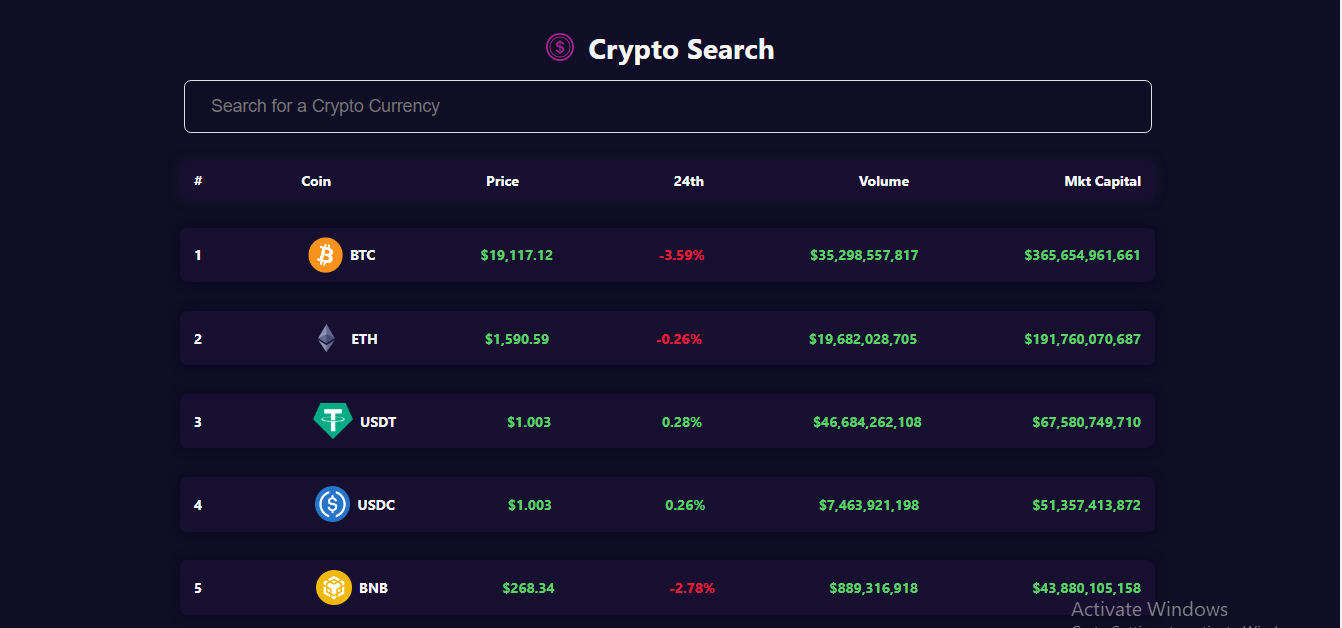 Crypto Search
Search for a Crypto Currency
# Coin Price 24th Volume Mkt Capital
1 BTC $19,117.12 -3.59% $35,298,557,817 $365,654,961,661
2 ETH $1,590.59 -0.26% $19,682,028,705 $191,760,070,687
3 USDT $1.003 0.28% $46,684,262,108 $67,580,749,710
4 USDC $1.003 0.26% $7,463,921,198 $51,357,413,872
5 BNB $268.34 -2.78% $889,316,918 $43,880,105,158
Activate Windows